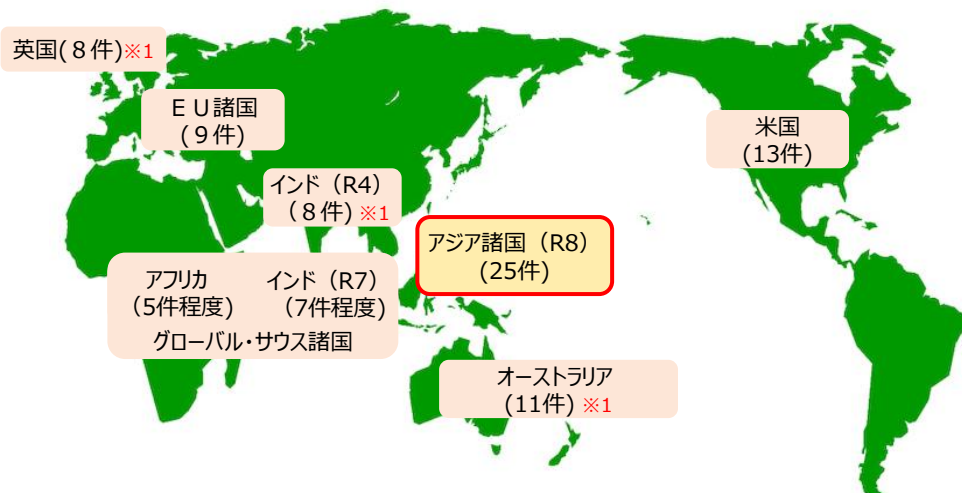 英国(８件)※1
ＥＵ諸国
(９件)
米国
(13件)
インド（R4）
（８件) ※1
アジア諸国（R8）
(25件)
アフリカ
（5件程度）
インド（R7）
（7件程度）
グローバル・サウス諸国
オーストラリア
(11件) ※1